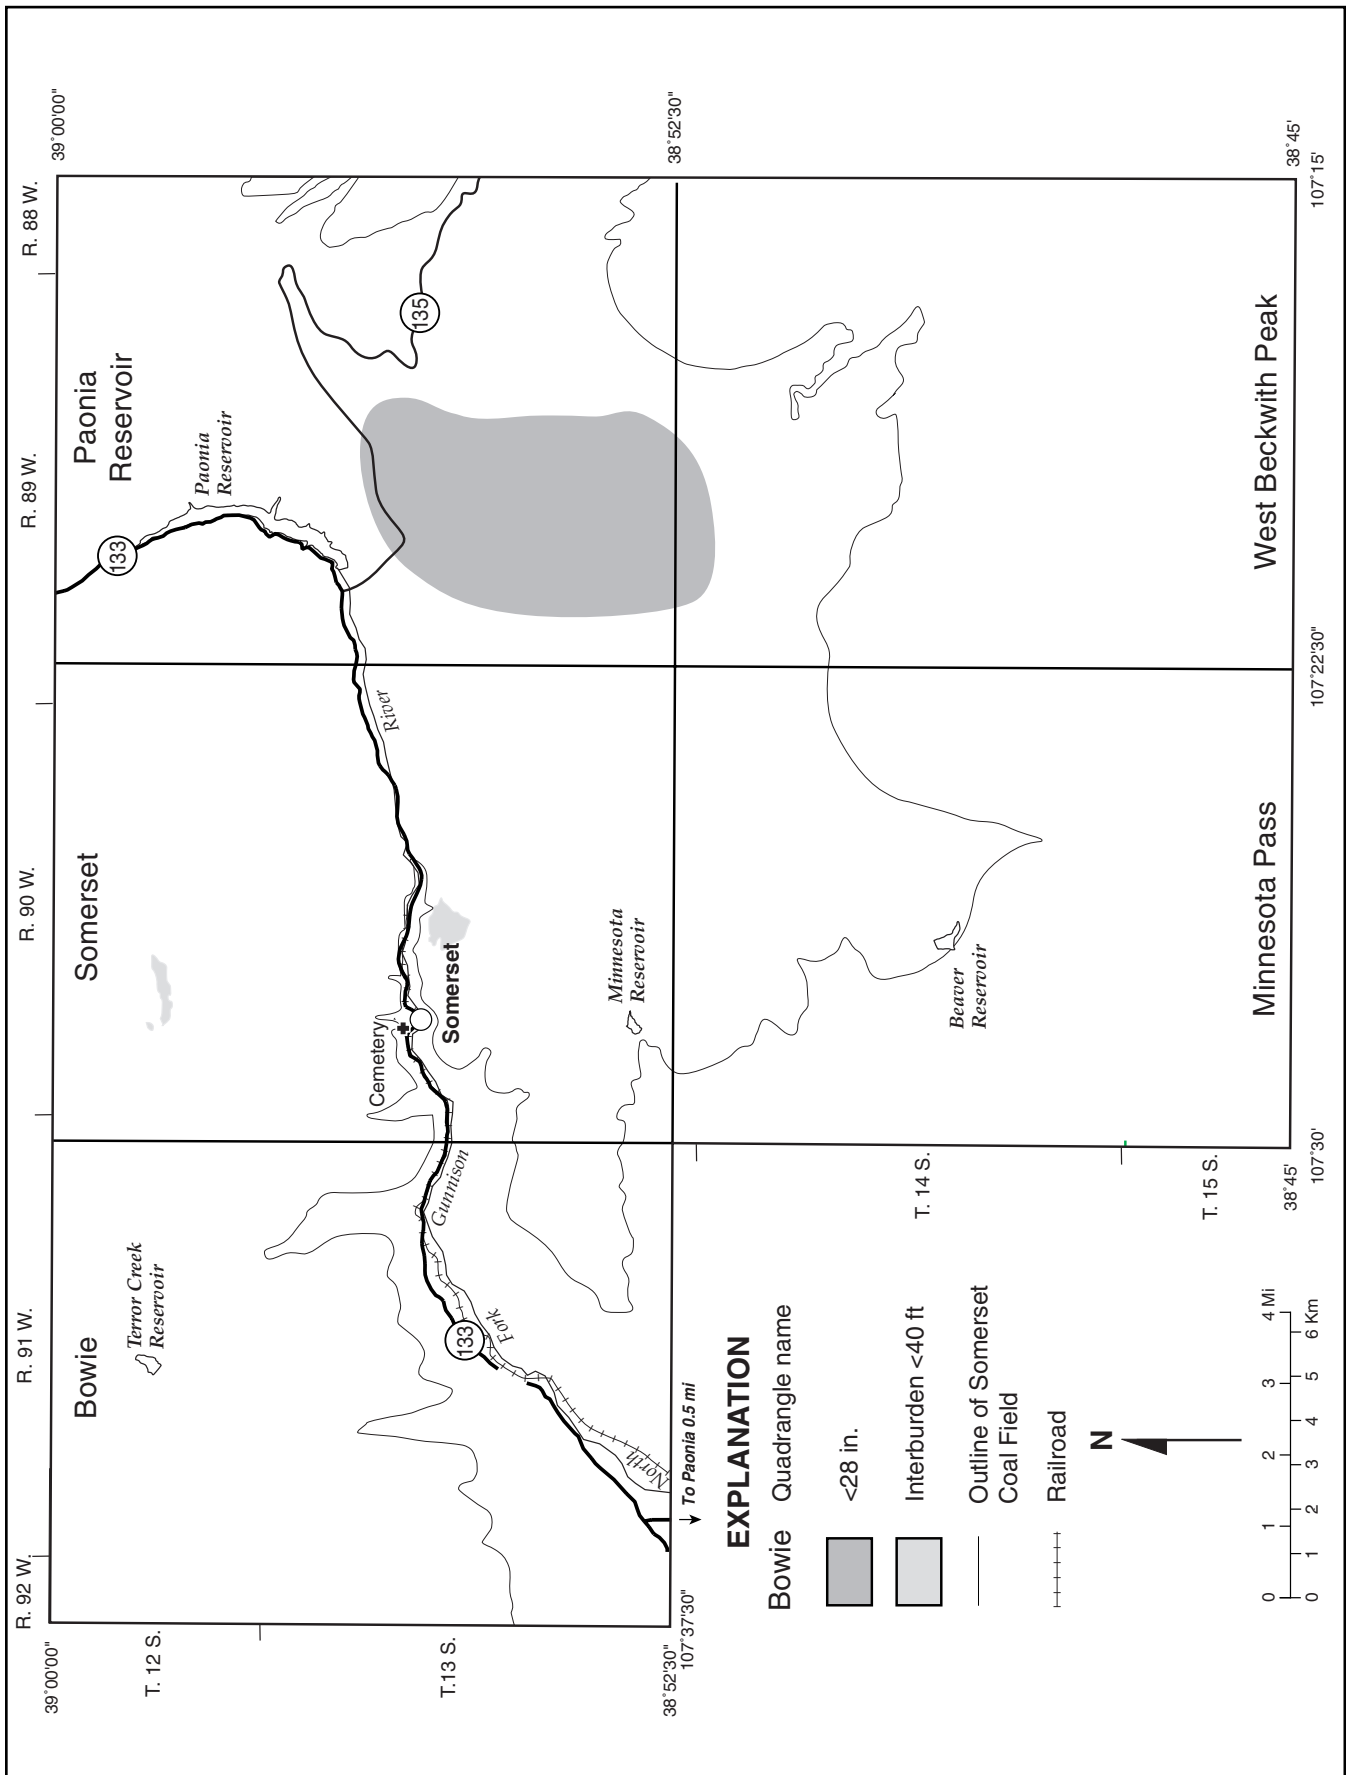 R. 92 W.
R. 91 W.
R. 90 W.
R. 89 W.
R. 88 W.
39°00'00"
39°00'00"
T. 12 S.
T.13 S.
38°52'30"
107°37'30"
Bowie
Somerset
Paonia
Reservoir
Terror Creek
Reservoir
Paonia
Reservoir
133
135
133
Cemetery
Somerset
North
Fork
Gunnison
River
Minnesota
Reservoir
38°52'30"
To Paonia 0.5 mi
Beaver
Reservoir
T. 14 S.
T. 15 S.
Minnesota Pass
West Beckwith Peak
38°45'
107°30'
107°22'30"
38°45'
107°15'
EXPLANATION
Bowie Quadrangle name
<28 in.
Interburden <40 ft
Outline of Somerset
Coal Field
Railroad
N
0 1 2 3 4 Mi
0 1 2 3 4 5 6 Km